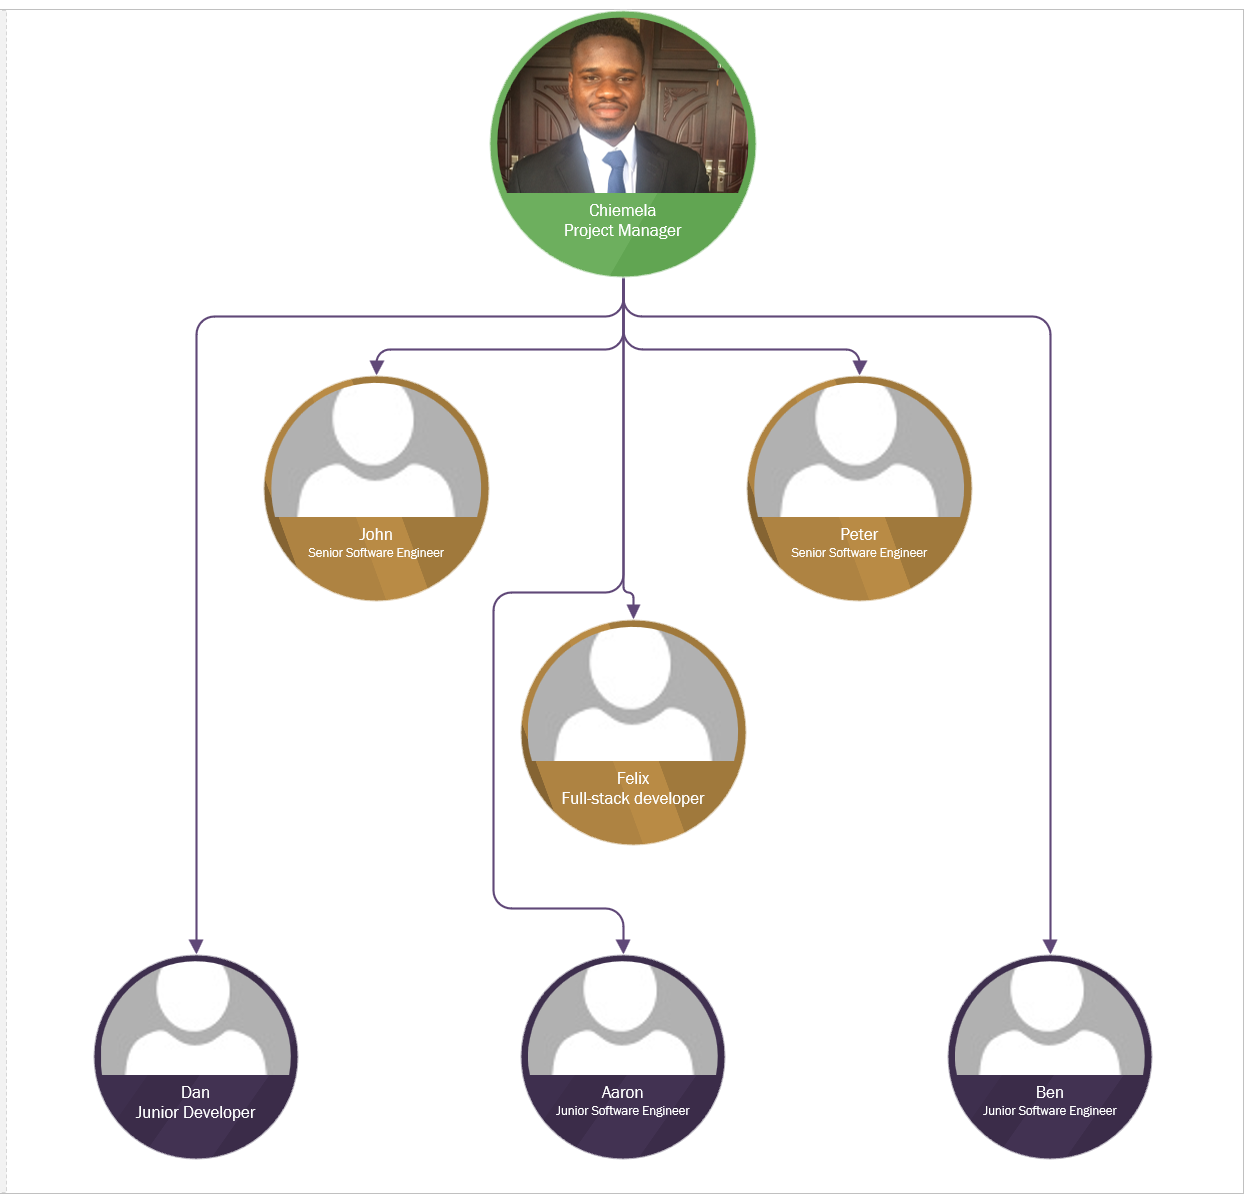 Chiemela
Project Manager
John
Senior Software Engineer
Peter
Senior Software Engineer
Felix
Full-stack developer
Dan
Junior Developer
Aaron
Junior Software Engineer
Ben
Junior Software Engineer